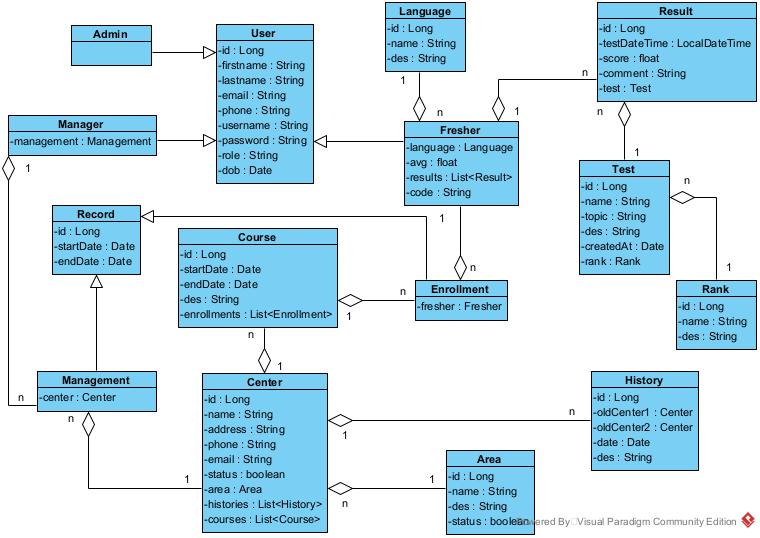 Admin
User
-id : Long
-firstname : String
-lastname : String
-email : String
-phone : String
-username : String
-password : String
-role : String
-dob : Date
Language
-id : Long
-name : String
-des : String
1
n
Result
-id : Long
-testDateTime : LocalDateTime
-score : float
-comment : String
-test : Test
n
1
n
1
Manager
-management : Management
1
n
Fresher
-language : Language
-avg : float
-results : List<Result>
-code : String
1
n
Test
-id : Long
-name : String
-topic : String
-des : String
-createdAt : Date
-rank : Rank
n
1
Rank
-id : Long
-name : String
-des : String
Record
-id : Long
-startDate : Date
-endDate : Date
Course
-id : Long
-startDate : Date
-endDate : Date
-des : String
-enrollments : List<Enrollment>
1
n
Enrollment
-fresher : Fresher
n
1
Management
-center : Center
n
1
Center
-id : Long
-name : String
-address : String
-phone : String
-email : String
-status : boolean
-area : Area
-histories : List<History>
-courses : List<Course>
1
n
n
1
History
-id : Long
-oldCenter1 : Center
-oldCenter2 : Center
-date : Date
-des : String
Area
-id : Long
-name : String
-des : String
-status : boolean
Powered By Visual Paradigm Community Edition